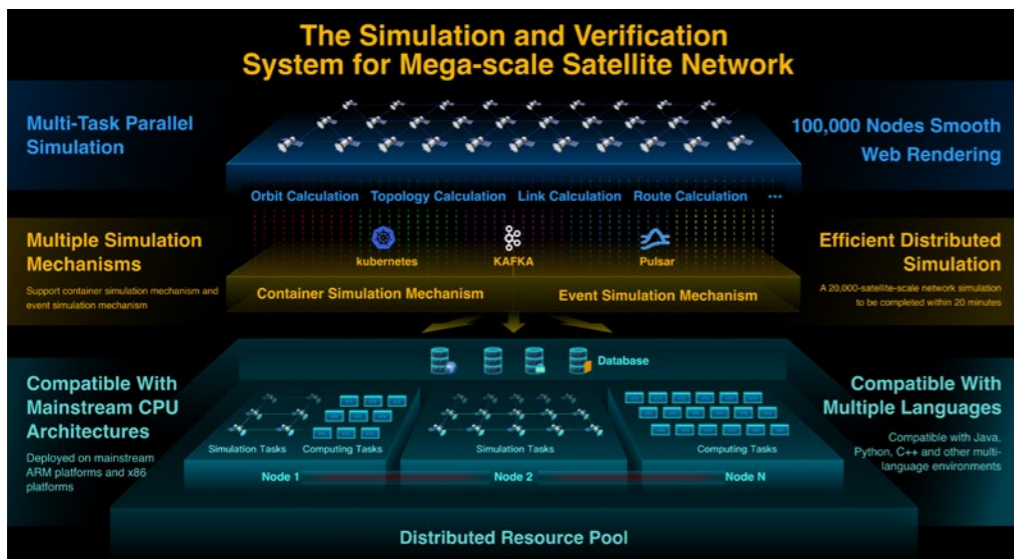 The Simulation and Verification
System for Mega-scale Satellite Network
Multi-Task Parallel
Simulation
100,000 Nodes Smooth
Web Rendering
Orbit Calculation Topology Calculation Link Calculation Route Calculation ...
Multiple Simulation
Mechanisms
Support container simulation mechanism and
event simulation mechanism
kubernetes KAFKA Pulsar
Container Simulation Mechanism Event Simulation Mechanism
Efficient Distributed
Simulation
A 20,000-satellite-scale network simulation
to be completed within 20 minutes
Database
Compatible With
Mainstream CPU
Architectures
Deployed on mainstream
ARM platforms and x86
platforms
Simulation Tasks Computing Tasks Simulation Tasks Computing Tasks
Node 1 Node 2 Node N
Compatible With
Multiple Languages
Compatible with Java,
Python, C++ and other multi-
language environments
Distributed Resource Pool